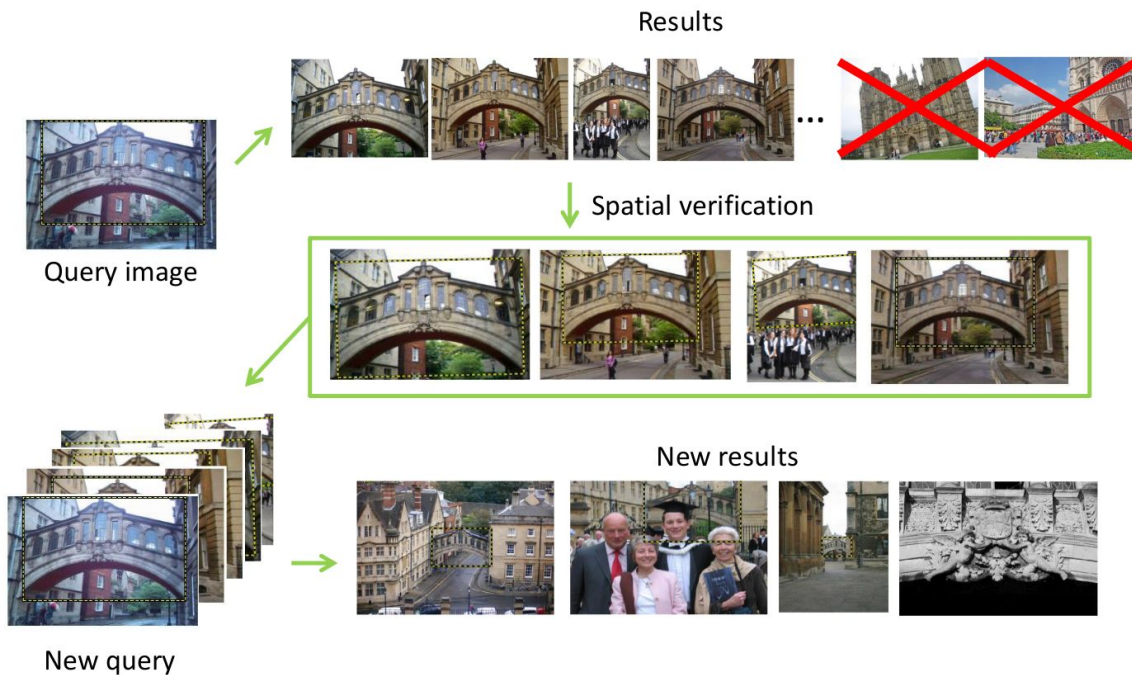 Results
...
Spatial verification
Query image
New results
New query